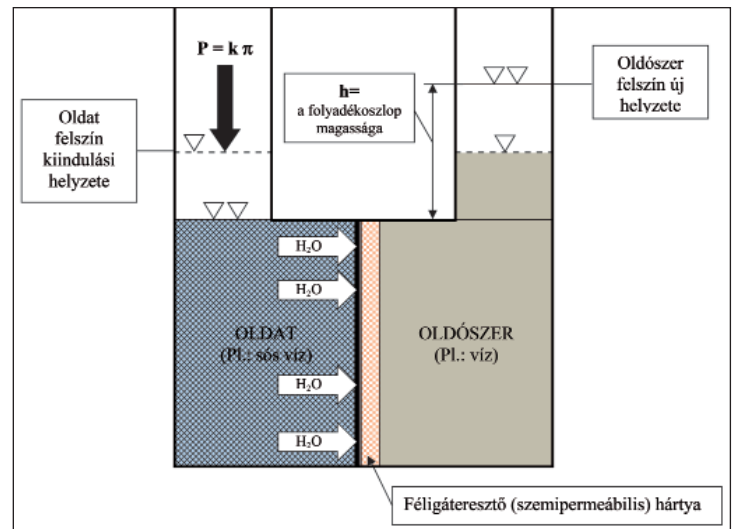 P = k π
Oldat
felszín
kiindulási
helyzete
h=
a folyadékoszlop
magassága
Oldószer
felszín új
helyzete
H₂O
H₂O
OLDAT
(Pl.: sós víz)
H₂O
H₂O
OLDÓSZER
(Pl.: víz)
Féligáteresztő (szemipermeábilis) hártya